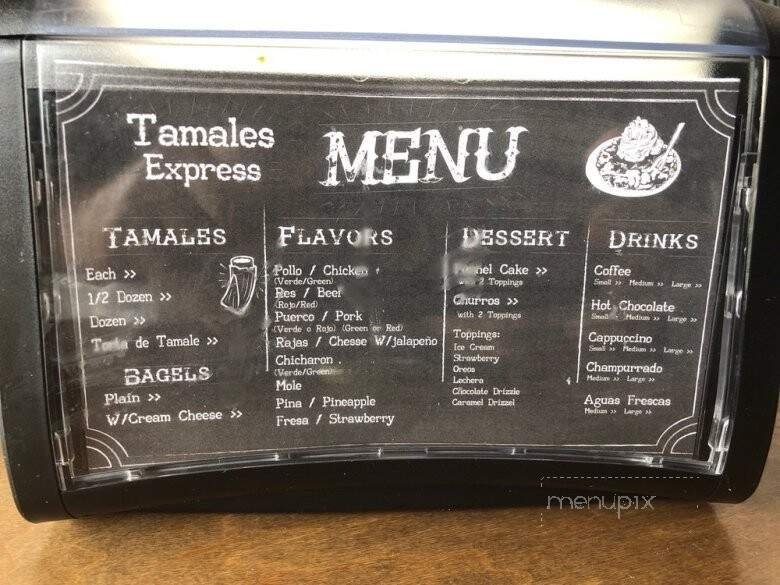 Tamales
Express
MENU
TAMALES
Each >>
1/2 Dozen >>
Dozen >>
Torta de Tamale >>
BAGELS
Plain >>
W/Cream Cheese >>
FLAVORS
Pollo / Chicken
(Verde/Green)
Res / Beef
(Rojo/Red)
Puerco / Pork
(Verde o Rojo) (Green or Red)
Rajas / Chesse W/jalapeño
Chicharon
(Verde/Green)
Mole
Pina / Pineapple
Fresa / Strawberry
DESSERT
Funnel Cake >>
with 2 Toppings
Churros >>
with 2 Toppings
Toppings:
Ice Cream
Strawberry
Oreos
Lechera
Chocolate Drizzle
Caramel Drizzel
DRINKS
Coffee
Small >> Medium >> Large >>
Hot Chocolate
Small >> Medium >> Large >>
Cappuccino
Small >> Medium >> Large >>
Champurrado
Medium >> Large >>
Aguas Frescas
Medium >> Large >>
menupix